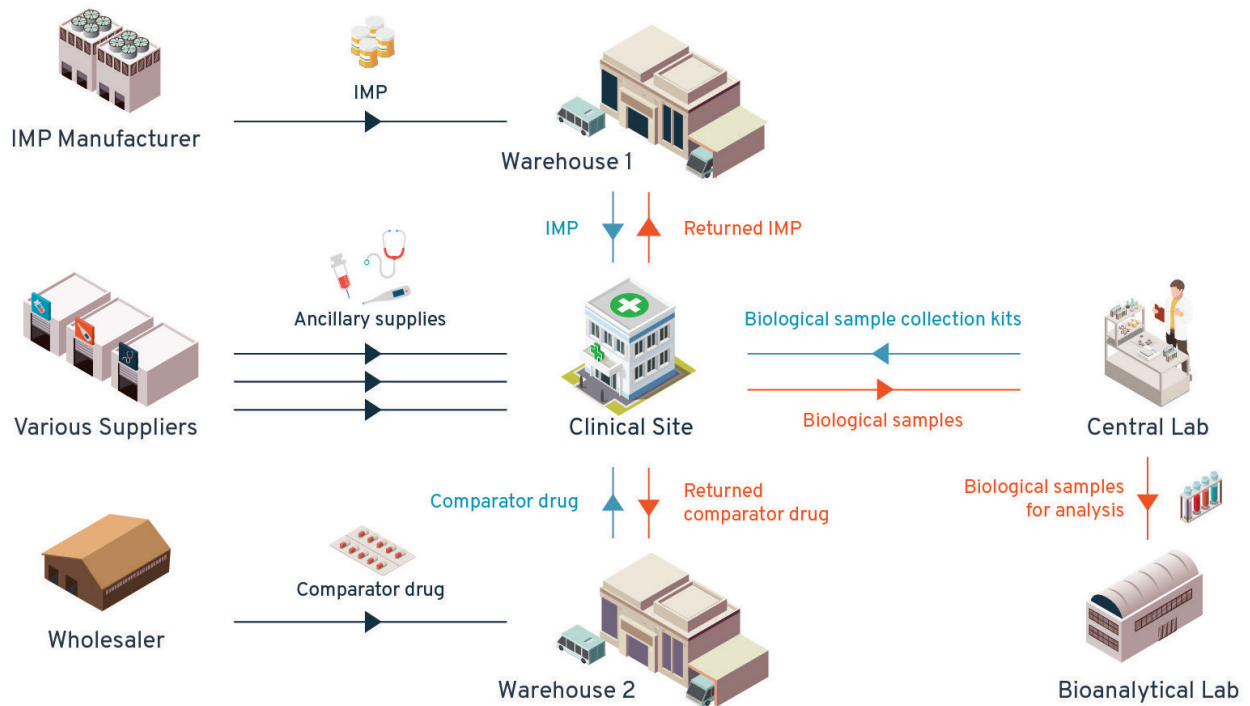 IMP
IMP Manufacturer
Warehouse 1
IMP
Returned IMP
Ancillary supplies
Biological sample collection kits
Various Suppliers
Clinical Site
Biological samples
Central Lab
Comparator drug
Returned
comparator drug
Biological samples
for analysis
Comparator drug
Wholesaler
Warehouse 2
Bioanalytical Lab